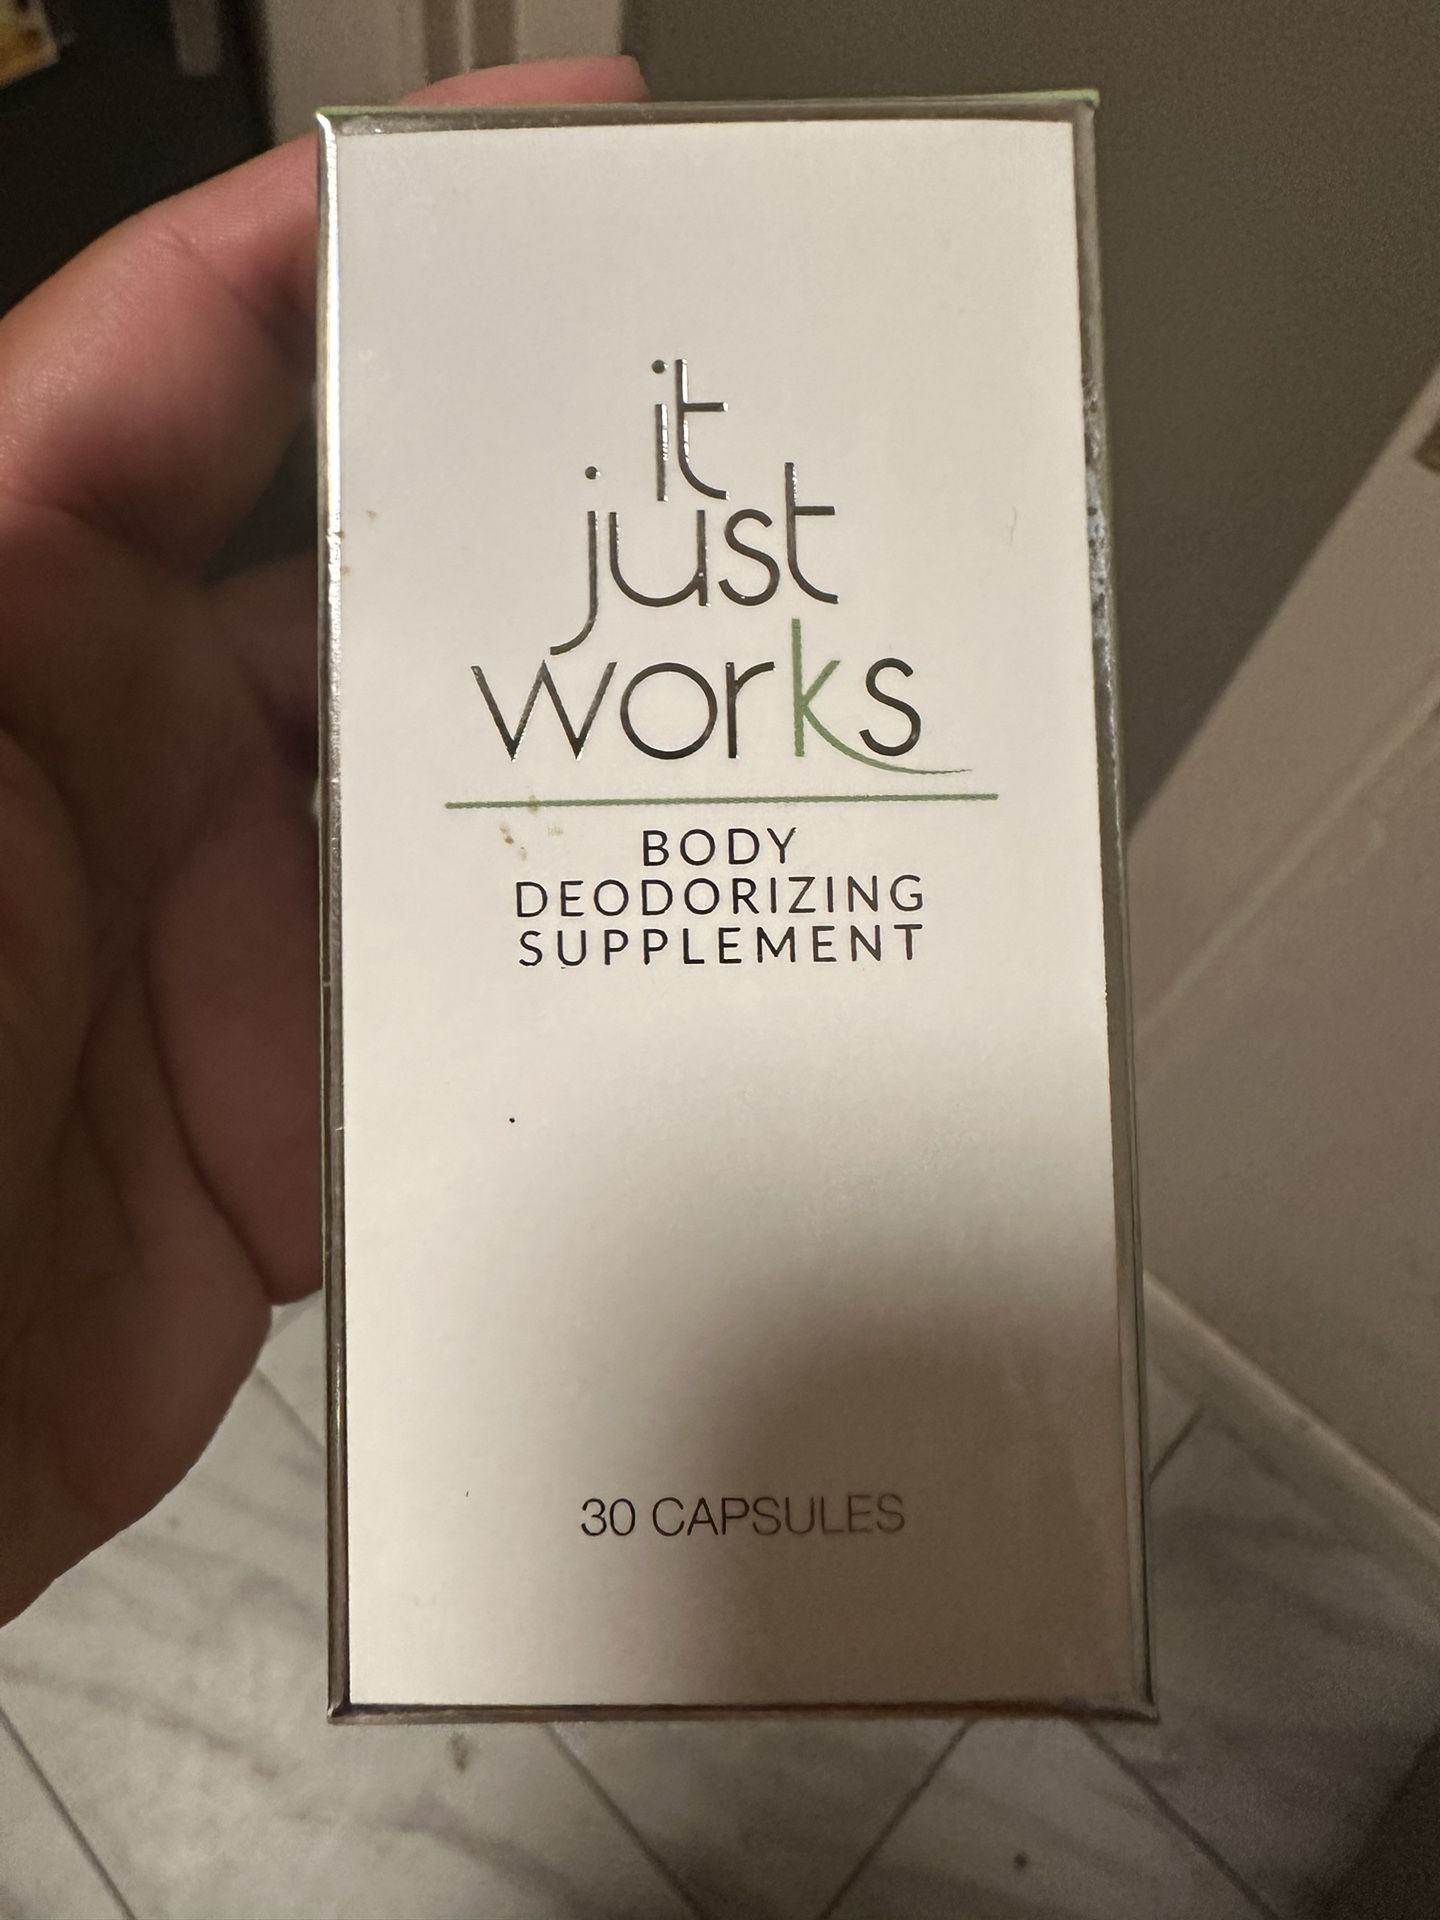 it
just
works
BODY
DEODORIZING
SUPPLEMENT
30 CAPSULES